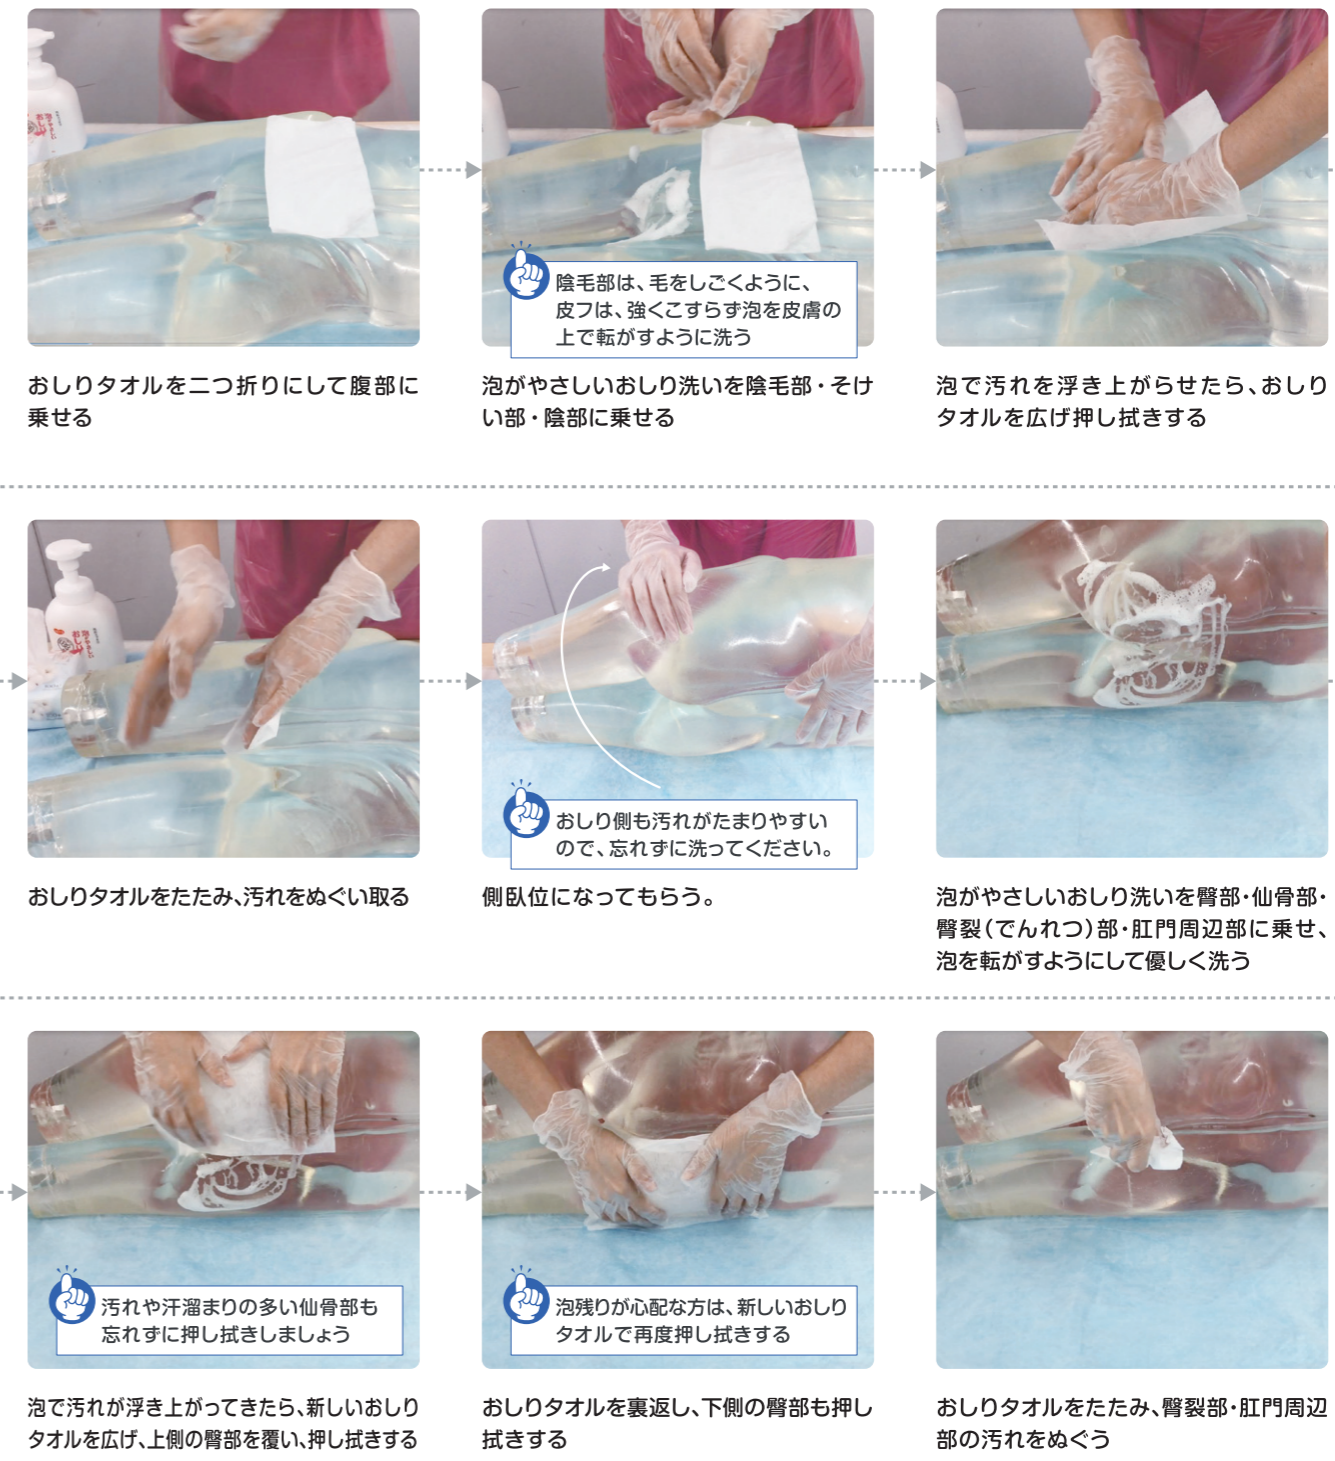 陰毛部は、毛をしごくように、
皮フは、強くこすらず泡を皮膚の
上で転がすように洗う
おしりタオルを二つ折りにして腹部に
乗せる
泡がやさしいおしり洗いを陰毛部・そけ
い部・陰部に乗せる
泡で汚れを浮き上がらせたら、おしり
タオルを広げ押し拭きする
おしり側も汚れがたまりやすい
ので、忘れずに洗ってください。
おしりタオルをたたみ、汚れをぬぐい取る
側臥位になってもらう。
泡がやさしいおしり洗いを臀部・仙骨部・
臀裂（でんれつ）部・肛門周辺部に乗せ、
泡を転がすようにして優しく洗う
汚れや汗溜まりの多い仙骨部も
忘れずに押し拭きしましょう
泡残りが心配な方は、新しいおしり
タオルで再度押し拭きする
泡で汚れが浮き上がってきたら、新しいおしり
タオルを広げ、上側の臀部を覆い、押し拭きする
おしりタオルを裏返し、下側の臀部も押し
拭きする
おしりタオルをたたみ、臀裂部・肛門周辺
部の汚れをぬぐう